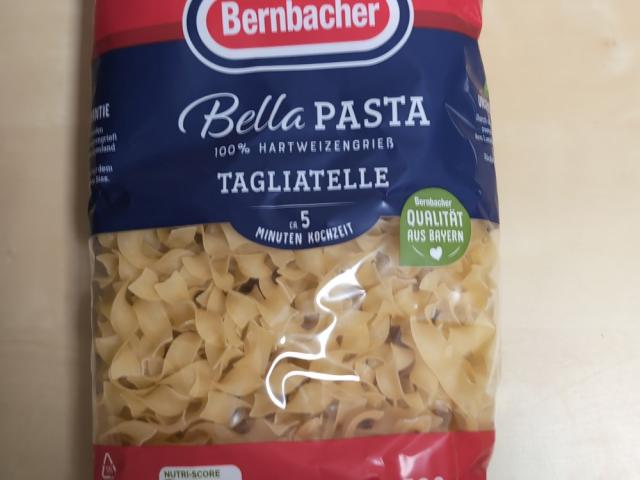 Bernbacher
Bella PASTA
100% HARTWEIZENGRIEß
TAGLIATELLE
CA 5
MINUTEN KOCHZEIT
Bernbacher
QUALITÄT
AUS BAYERN
NUTRI-SCORE